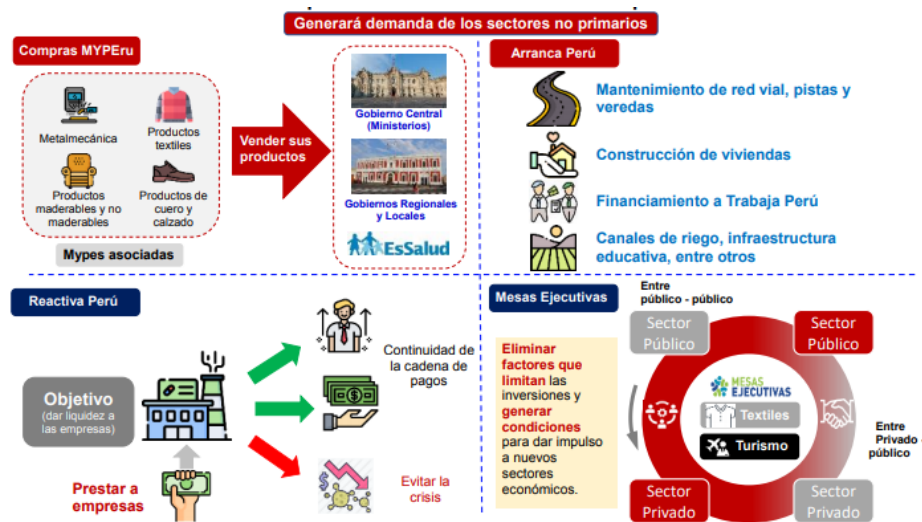 Generará demanda de los sectores no primarios
Compras MYPEru
Metalmecánica
Productos
textiles
Productos
maderables y no
maderables
Productos de
cuero y
calzado
Mypes asociadas
Vender sus
productos
Gobierno Central
(Ministerios)
Gobiernos Regionales
y Locales
EsSalud
Arranca Perú
Mantenimiento de red vial, pistas y
veredas
Construcción de viviendas
Financiamiento a Trabaja Perú
Canales de riego, infraestructura
educativa, entre otros
Reactiva Perú
Objetivo
(dar liquidez a
las empresas)
Prestar a
empresas
Continuidad de
la cadena de
pagos
Evitar la
crisis
Mesas Ejecutivas
Eliminar
factores que
limitan las
inversiones y
generar
condiciones
para dar impulso
a nuevos
sectores
económicos.
Entre
público - público
Sector
Público
Sector
Público
MESAS
EJECUTIVAS
Textiles
Turismo
Entre
Privado -
público
Sector
Privado
Sector
Privado